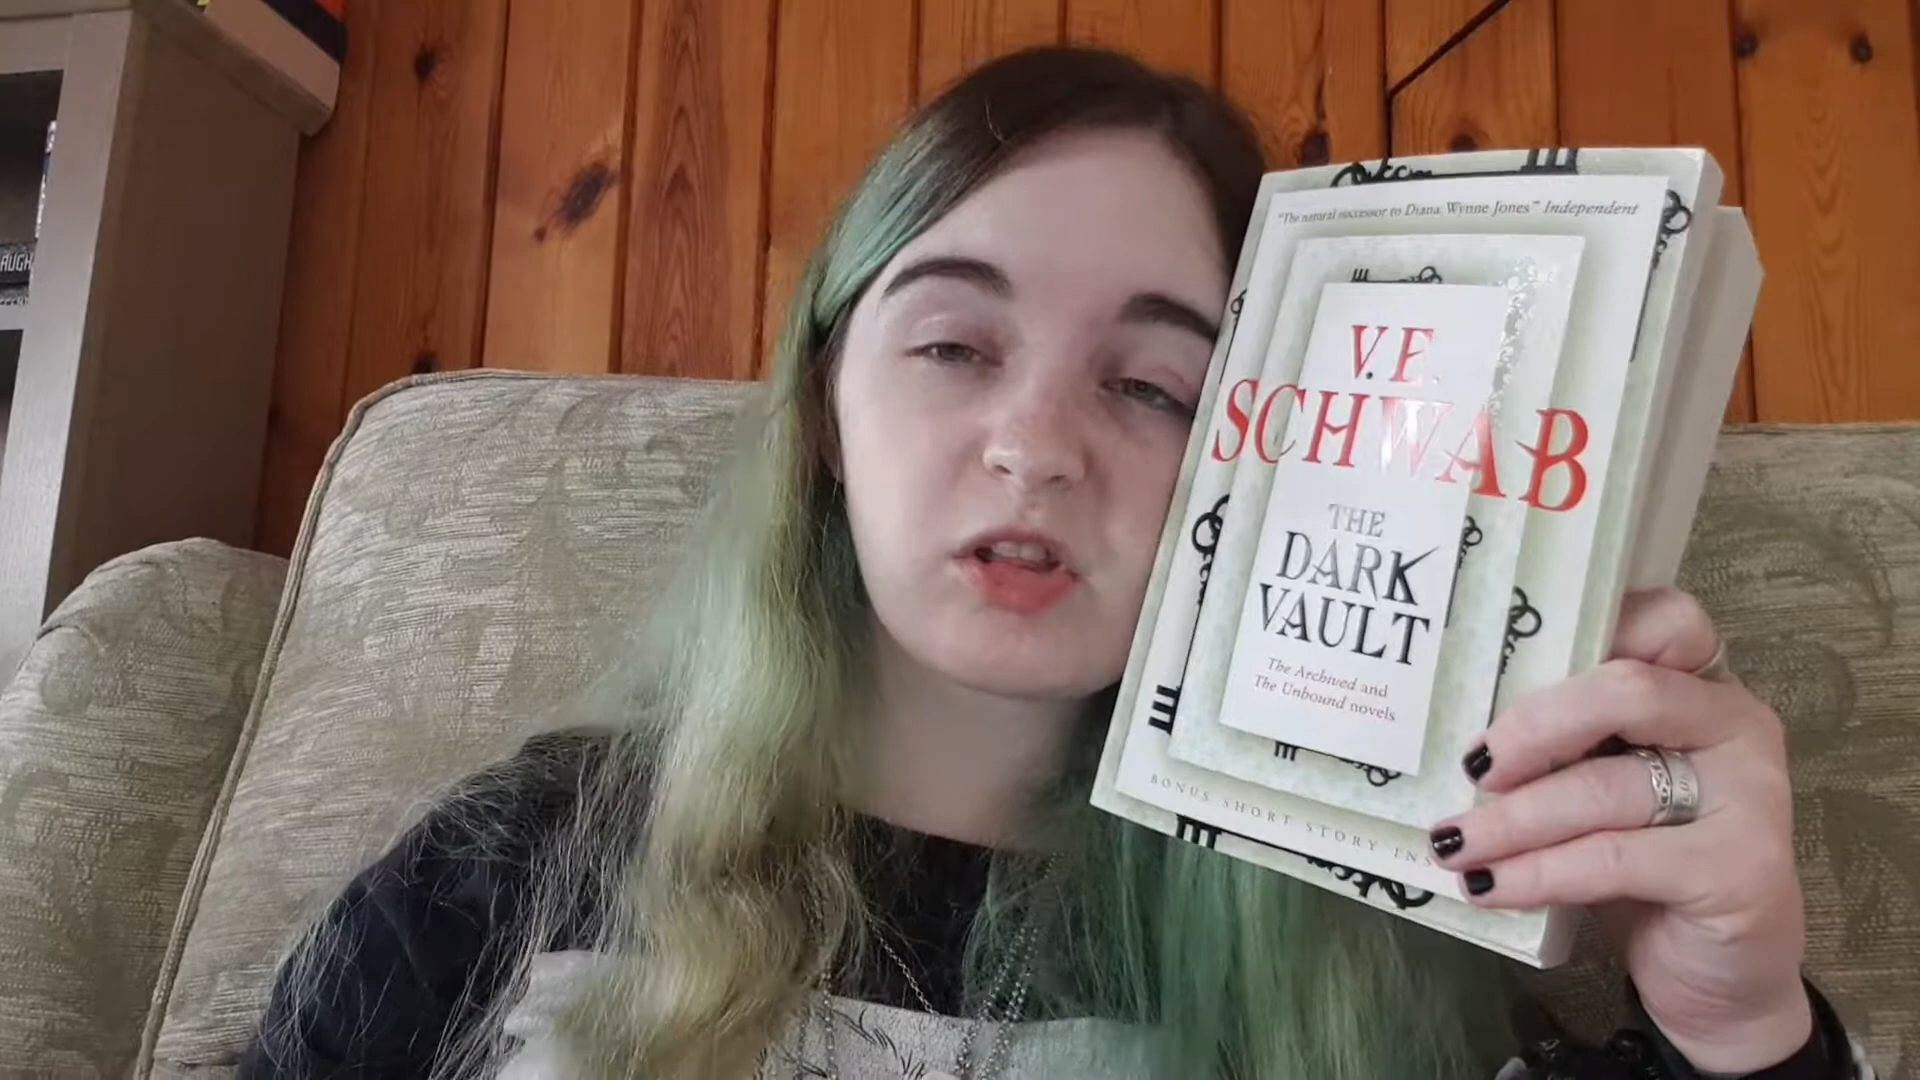 "The natural successor to Diana Wynne Jones" Independent
V.E.
SCHWAB
THE
DARK
VAULT
The Archived and
The Unbound novels
BONUS SHORT STORY INS